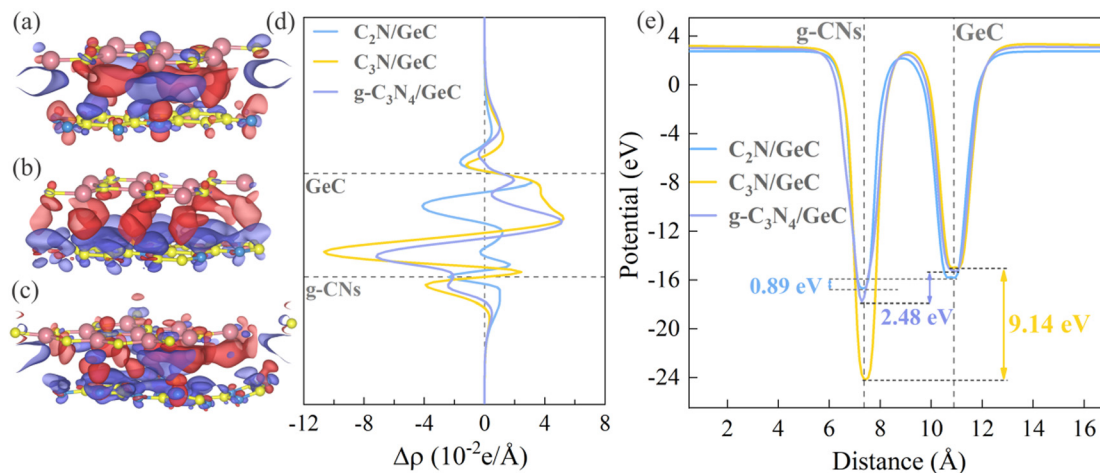 (a)
(b)
(c)
(d)
C₂N/GeC
C₃N/GeC
g-C₃N₄/GeC
GeC
g-CNs
-12 -8 -4 0 4 8
Δρ (10⁻²e/Å)
(e)
g-CNs GeC
4
0
-4
-8
-12
-16
-20
-24
Potential (eV)
C₂N/GeC
C₃N/GeC
g-C₃N₄/GeC
0.89 eV
2.48 eV
9.14 eV
2 4 6 8 10 12 14 16
Distance (Å)